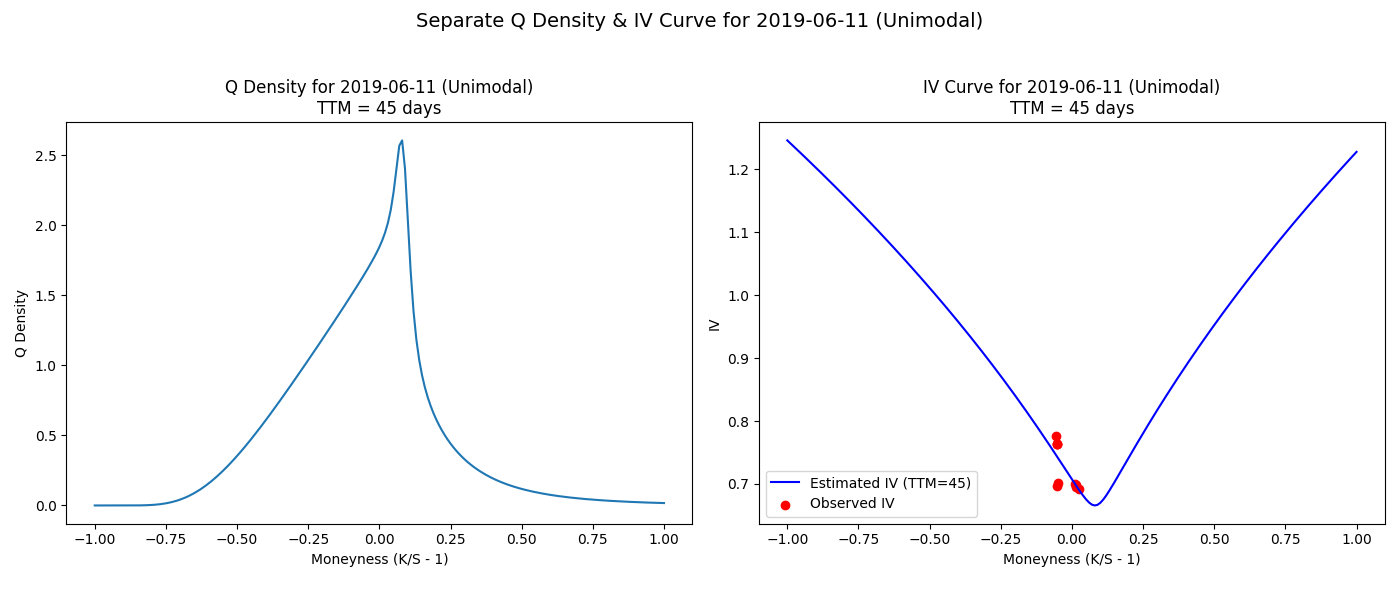 Separate Q Density & IV Curve for 2019-06-11 (Unimodal)
Q Density for 2019-06-11 (Unimodal)
TTM = 45 days
2.5
2.0
1.5
1.0
0.5
0.0
Q Density
−1.00 −0.75 −0.50 −0.25 0.00 0.25 0.50 0.75 1.00
Moneyness (K/S - 1)
IV Curve for 2019-06-11 (Unimodal)
TTM = 45 days
1.2
1.1
1.0
0.9
0.8
0.7
IV
Estimated IV (TTM=45)
Observed IV
−1.00 −0.75 −0.50 −0.25 0.00 0.25 0.50 0.75 1.00
Moneyness (K/S - 1)